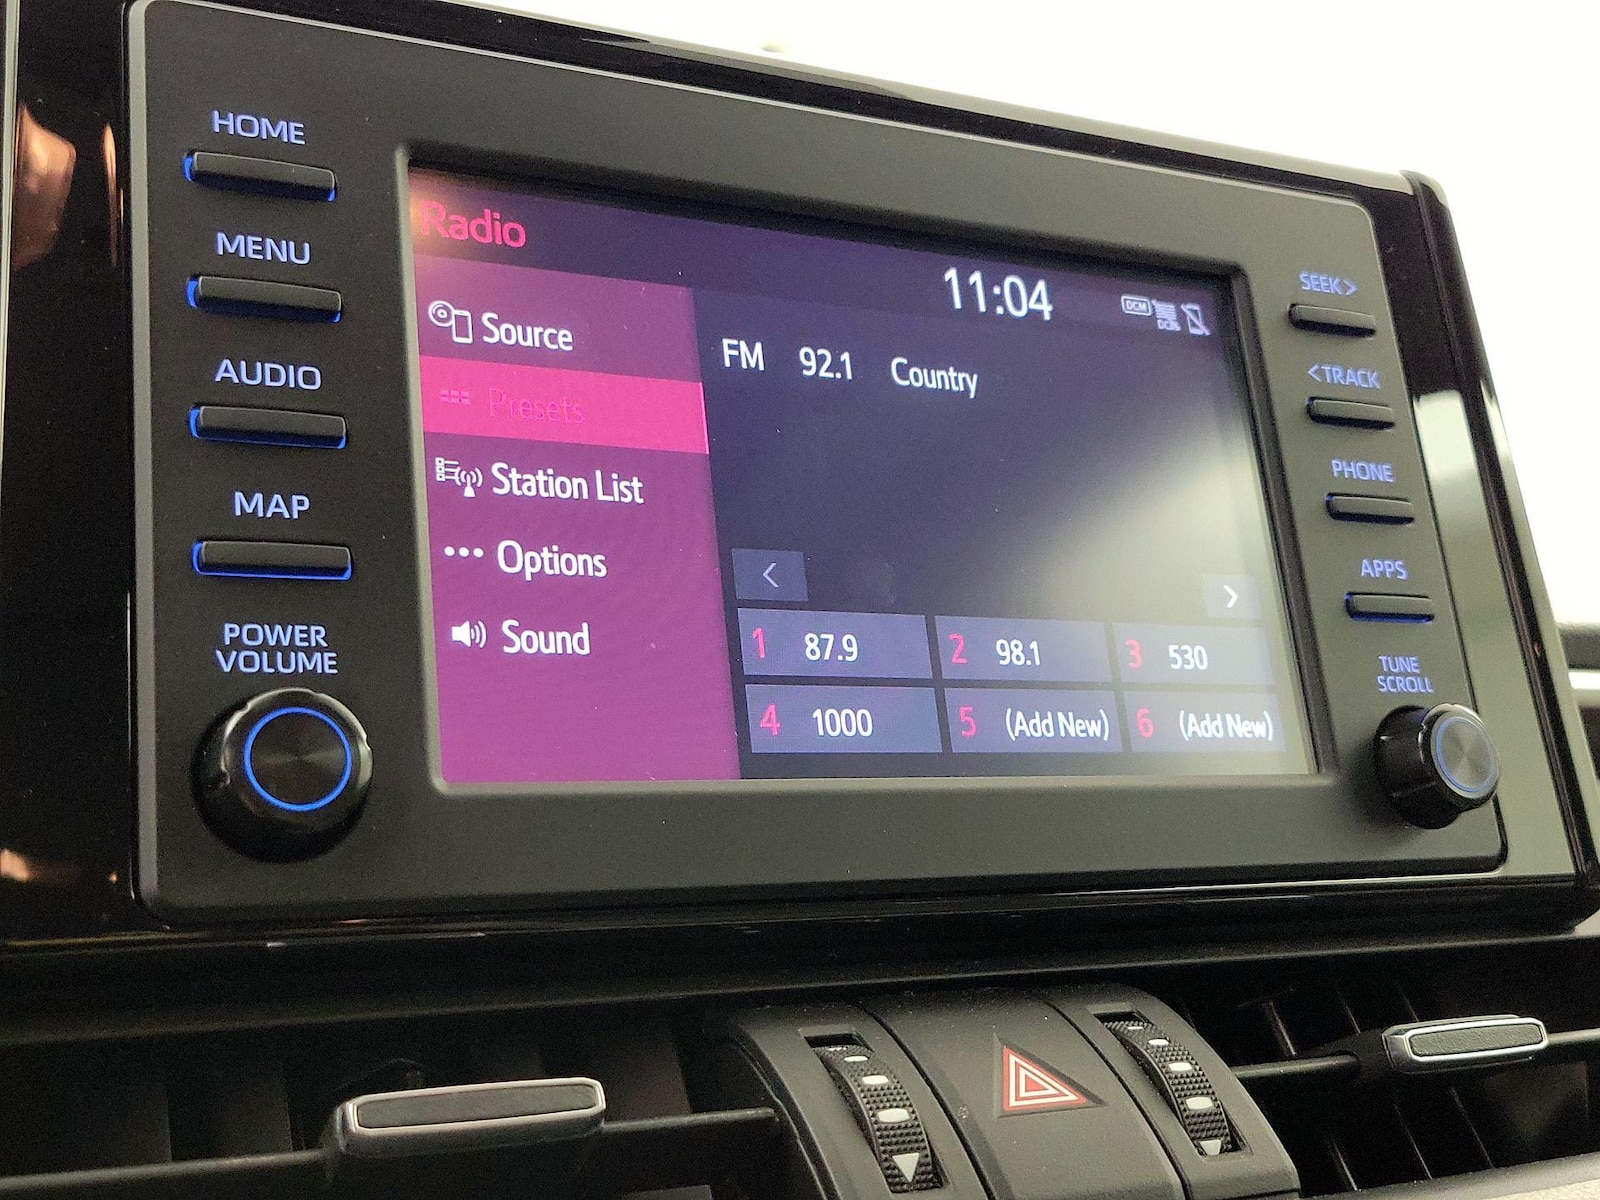 HOME
MENU
AUDIO
MAP
POWER
VOLUME
Radio
11:04
DCM
DCM
Source
Presets
Station List
Options
Sound
FM 92.1 Country
<
>
1 87.9
2 98.1
3 530
4 1000
5 (Add New)
6 (Add New)
SEEK>
<TRACK
PHONE
APPS
TUNE
SCROLL